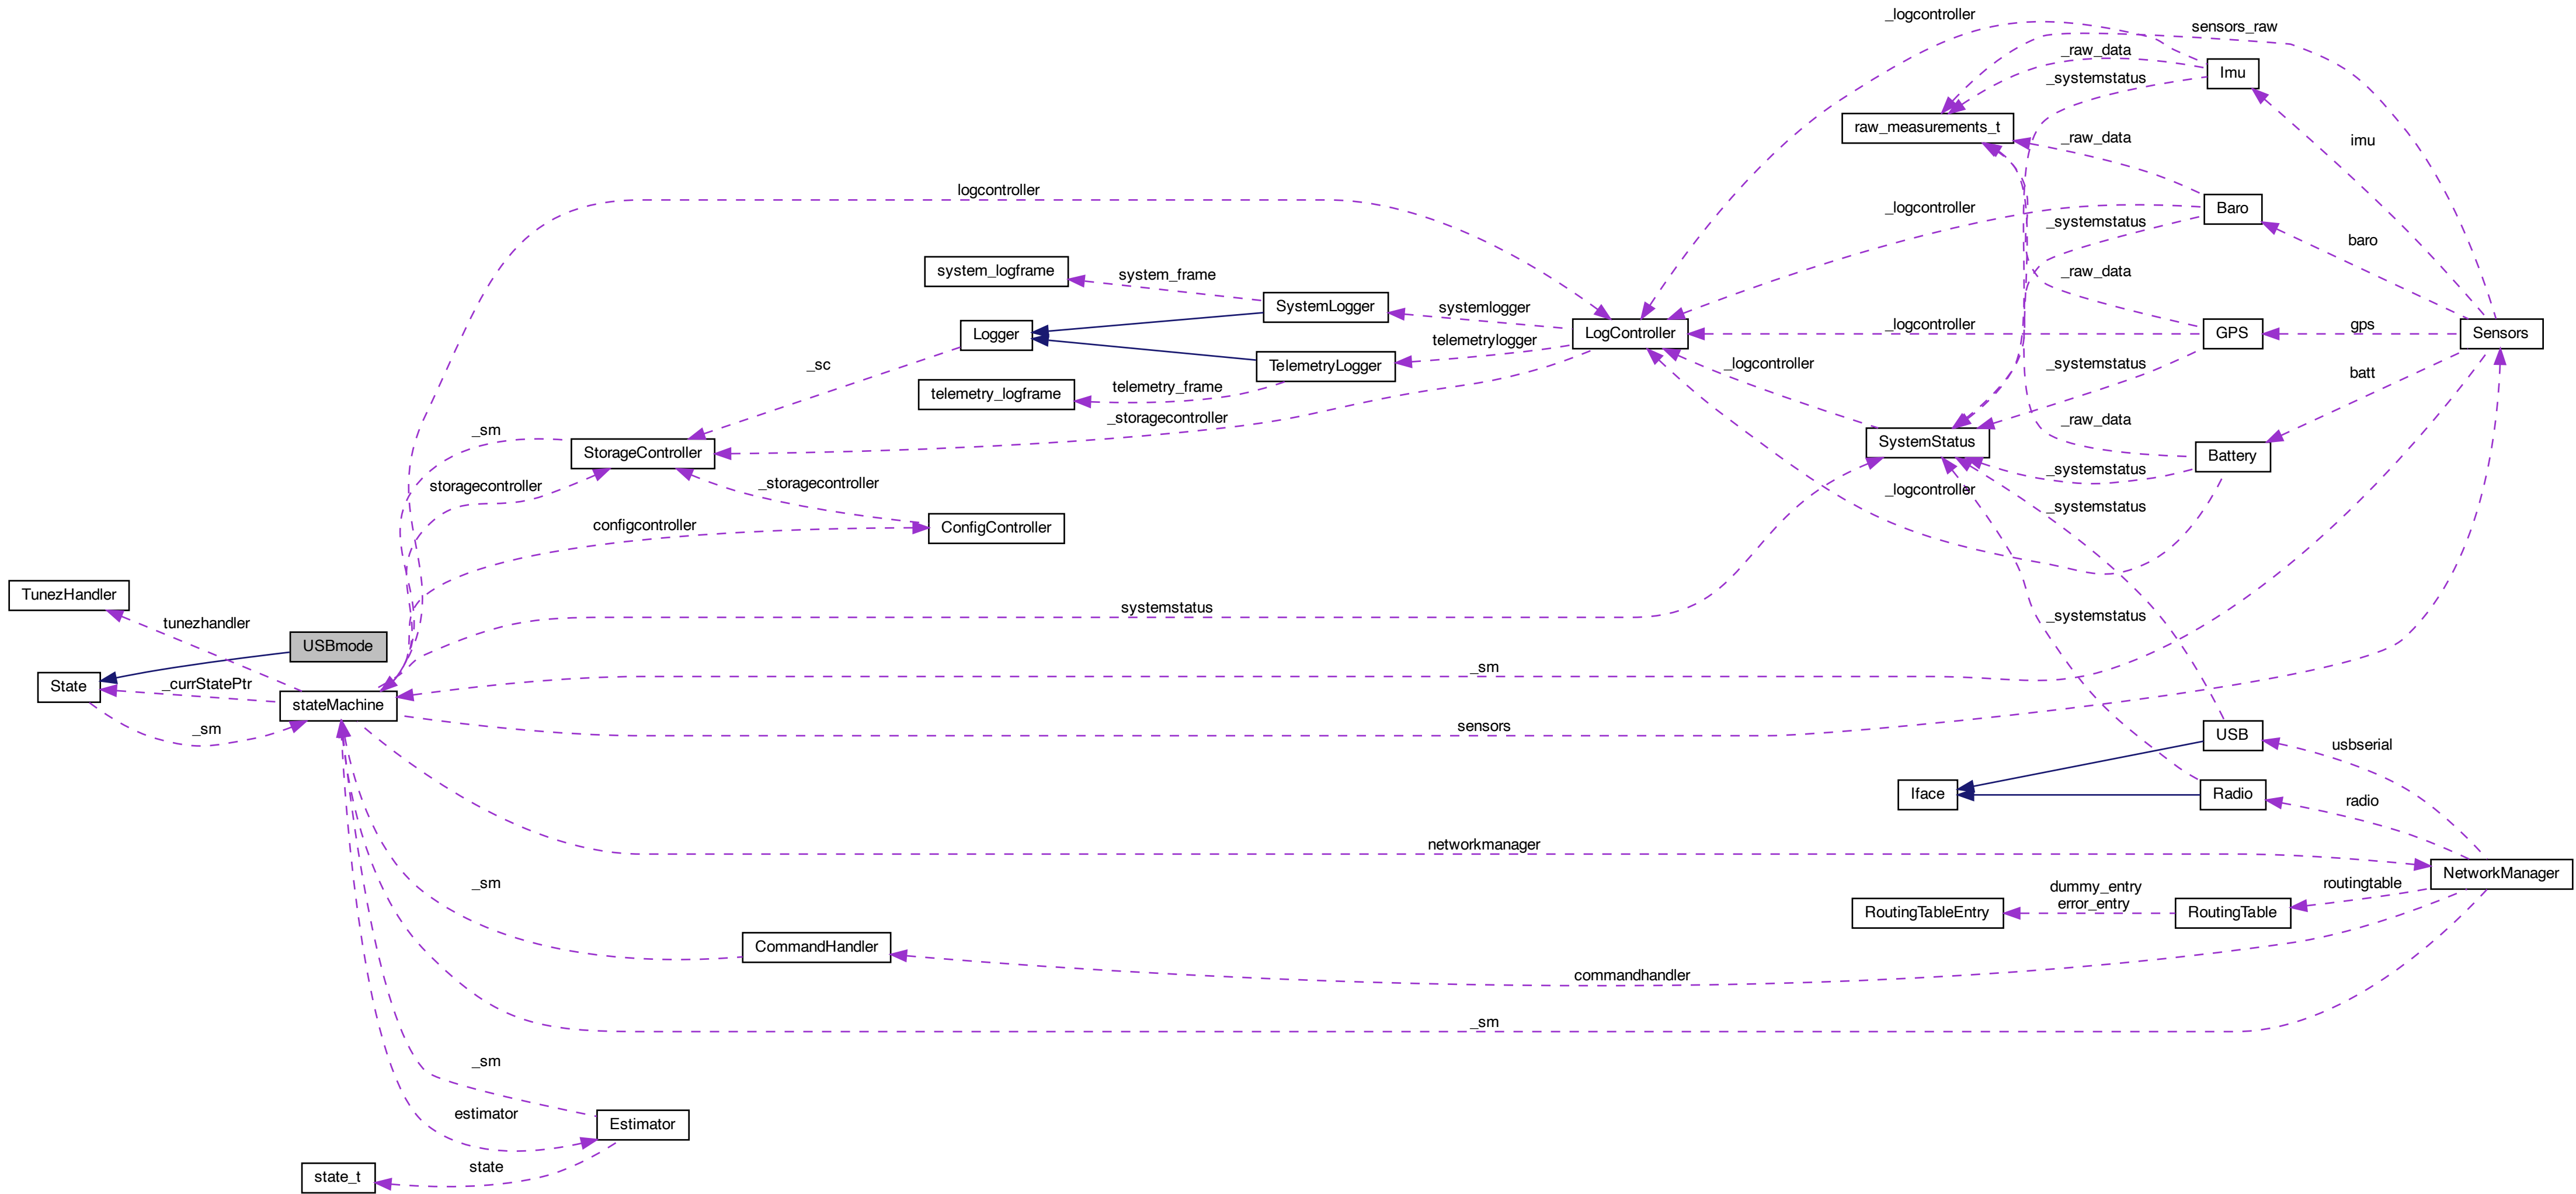 _logcontroller
sensors_raw
_raw_data
Imu
_systemstatus
raw_measurements_t
_raw_data
imu
logcontroller
_logcontroller
Baro
_systemstatus
baro
system_logframe
system_frame
_raw_data
SystemLogger
systemlogger
Logger
LogController
_logcontroller
GPS
gps
Sensors
telemetrylogger
_sc
TelemetryLogger
_logcontroller
_systemstatus
batt
telemetry_logframe
telemetry_frame
_storagecontroller
_raw_data
_sm
StorageController
SystemStatus
Battery
_systemstatus
storagecontroller
_storagecontroller
_logcontroller
_systemstatus
configcontroller
ConfigController
TunezHandler
tunezhandler
systemstatus
_systemstatus
USBmode
State
_currStatePtr
_sm
stateMachine
_sm
sensors
USB
usbserial
Iface
Radio
radio
networkmanager
NetworkManager
_sm
dummy_entry
error_entry
routingtable
RoutingTableEntry
RoutingTable
CommandHandler
commandhandler
_sm
_sm
estimator
Estimator
state
state_t